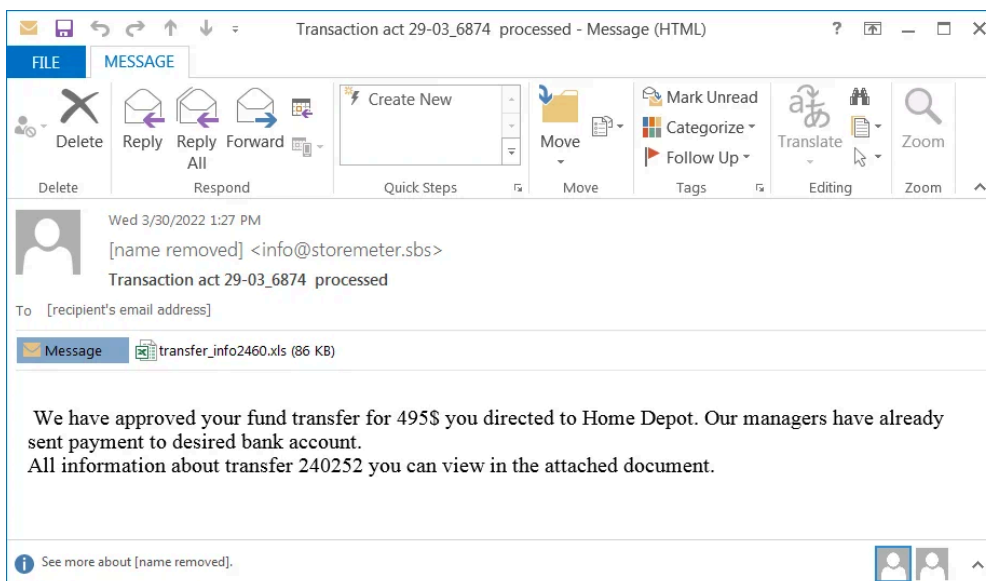 Transaction act 29-03_6874  processed - Message (HTML)
?
FILE
MESSAGE
Delete
Reply
Reply All
Forward
Create New
Move
Mark Unread
Categorize
Follow Up
Translate
Zoom
Delete
Respond
Quick Steps
Move
Tags
Editing
Zoom
Wed 3/30/2022 1:27 PM
[name removed] <info@storemeter.sbs>
Transaction act 29-03_6874  processed
To [recipient's email address]
Message
transfer_info2460.xls (86 KB)
We have approved your fund transfer for 495$ you directed to Home Depot. Our managers have already
sent payment to desired bank account.
All information about transfer 240252 you can view in the attached document.
See more about [name removed].